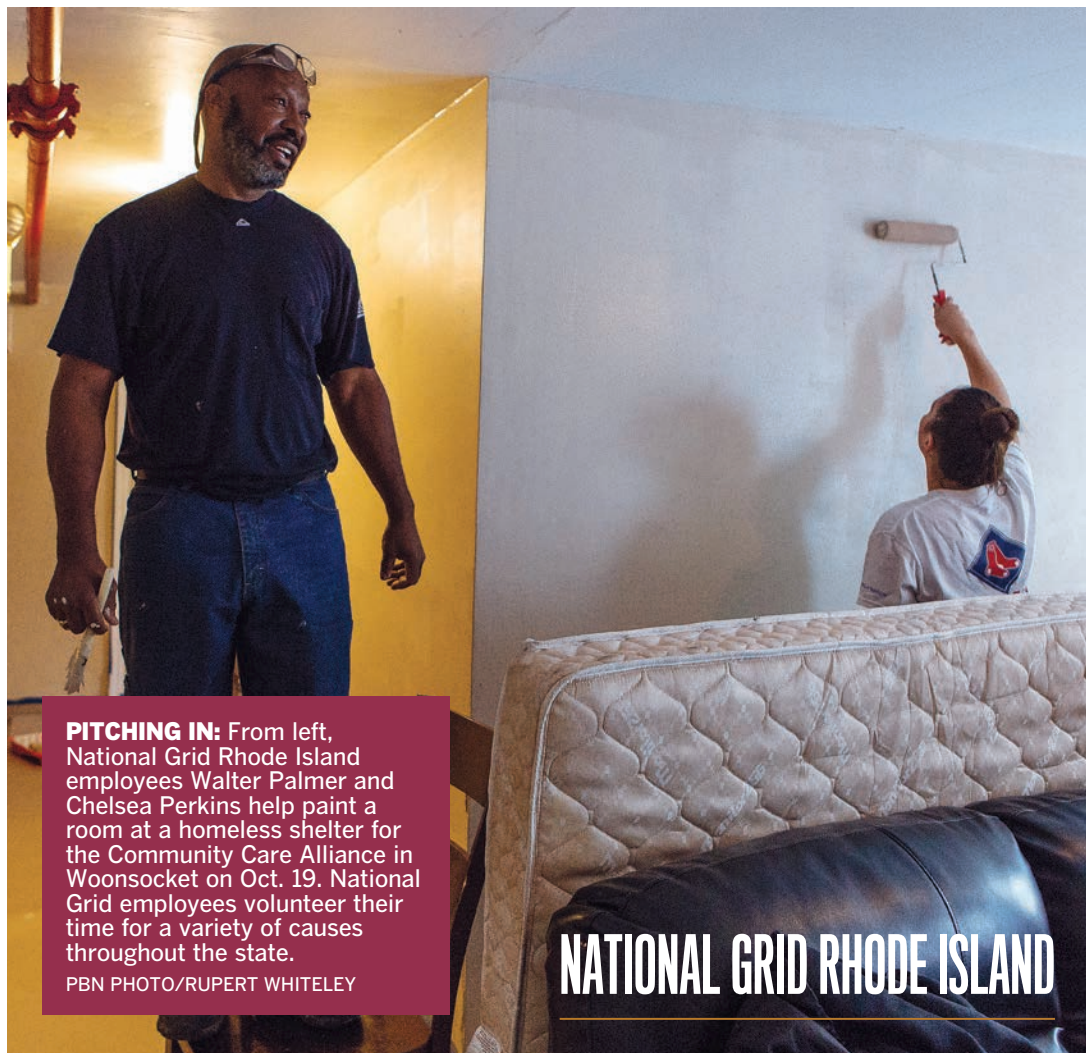 PITCHING IN: From left,
National Grid Rhode Island
employees Walter Palmer and
Chelsea Perkins help paint a
room at a homeless shelter for
the Community Care Alliance in
Woonsocket on Oct. 19. National
Grid employees volunteer their
time for a variety of causes
throughout the state.
PBN PHOTO/RUPERT WHITELEY
NATIONAL GRID RHODE ISLAND